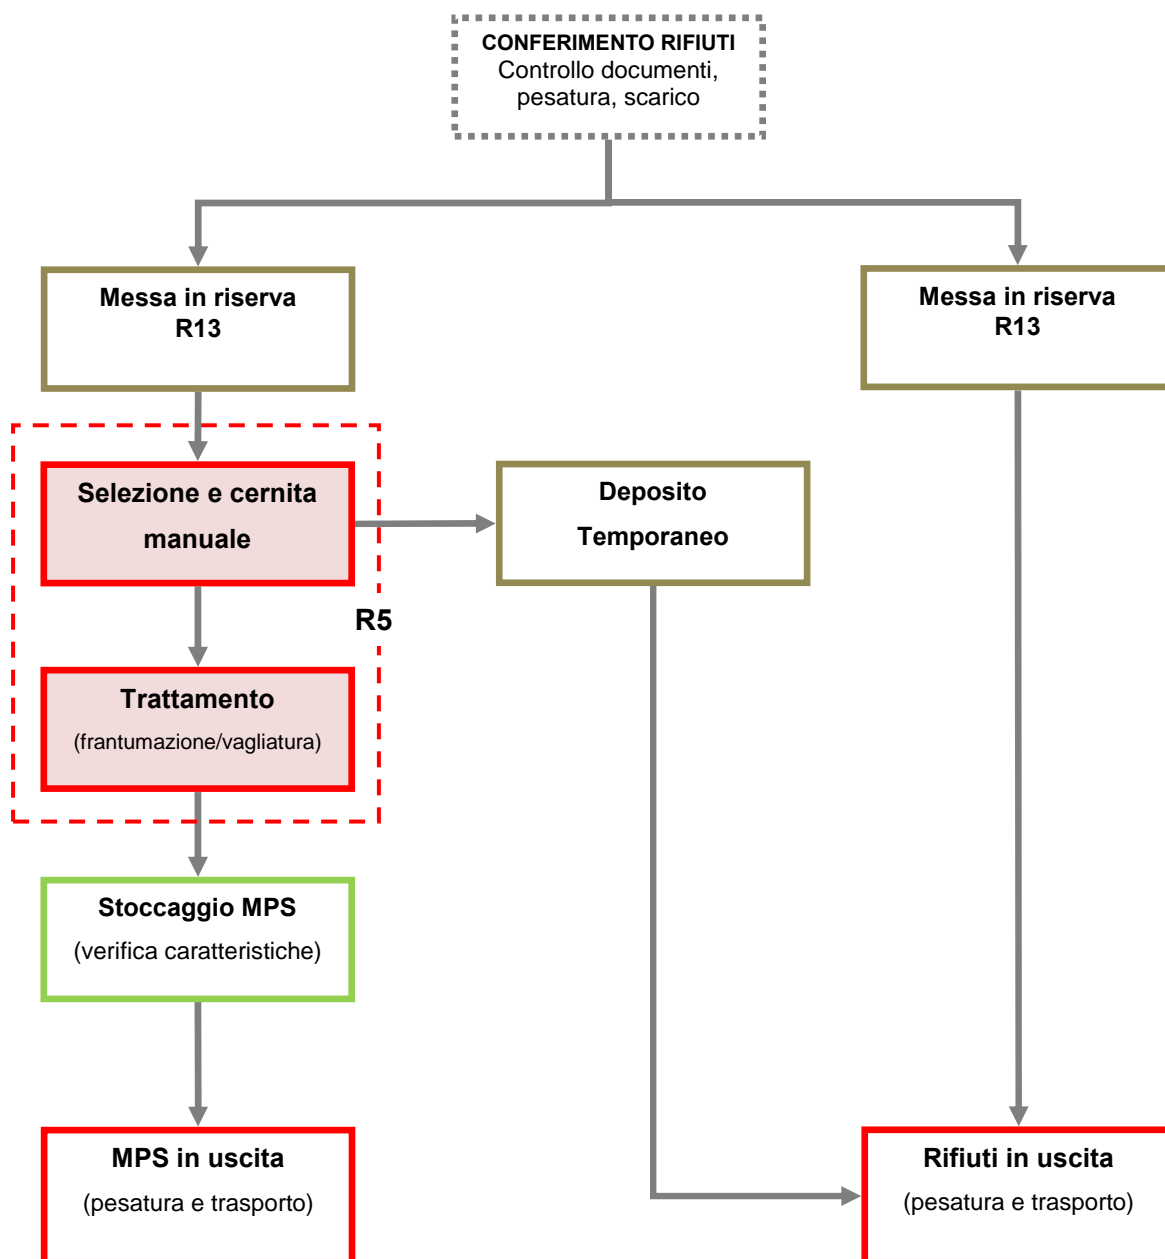 CONFERIMENTO RIFIUTI
Controllo documenti,
pesatura, scarico
Messa in riserva
R13
Messa in riserva
R13
Selezione e cernita
manuale
Deposito
Temporaneo
R5
Trattamento
(frantumazione/vagliatura)
Stoccaggio MPS
(verifica caratteristiche)
MPS in uscita
(pesatura e trasporto)
Rifiuti in uscita
(pesatura e trasporto)